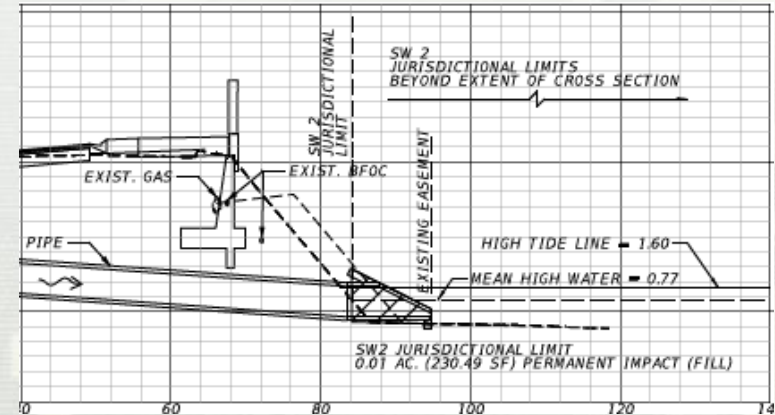 SW 2
JURISDICTIONAL
LIMIT
SW 2
JURISDICTIONAL LIMITS
BEYOND EXTENT OF CROSS SECTION
EXIST. GAS
EXIST. BFOC
EXISTING EASEMENT
PIPE
HIGH TIDE LINE = 1.60
MEAN HIGH WATER = 0.77
SW2 JURISDICTIONAL LIMIT
0.01 AC. (230.49 SF) PERMANENT IMPACT (FILL)
60 80 100 120